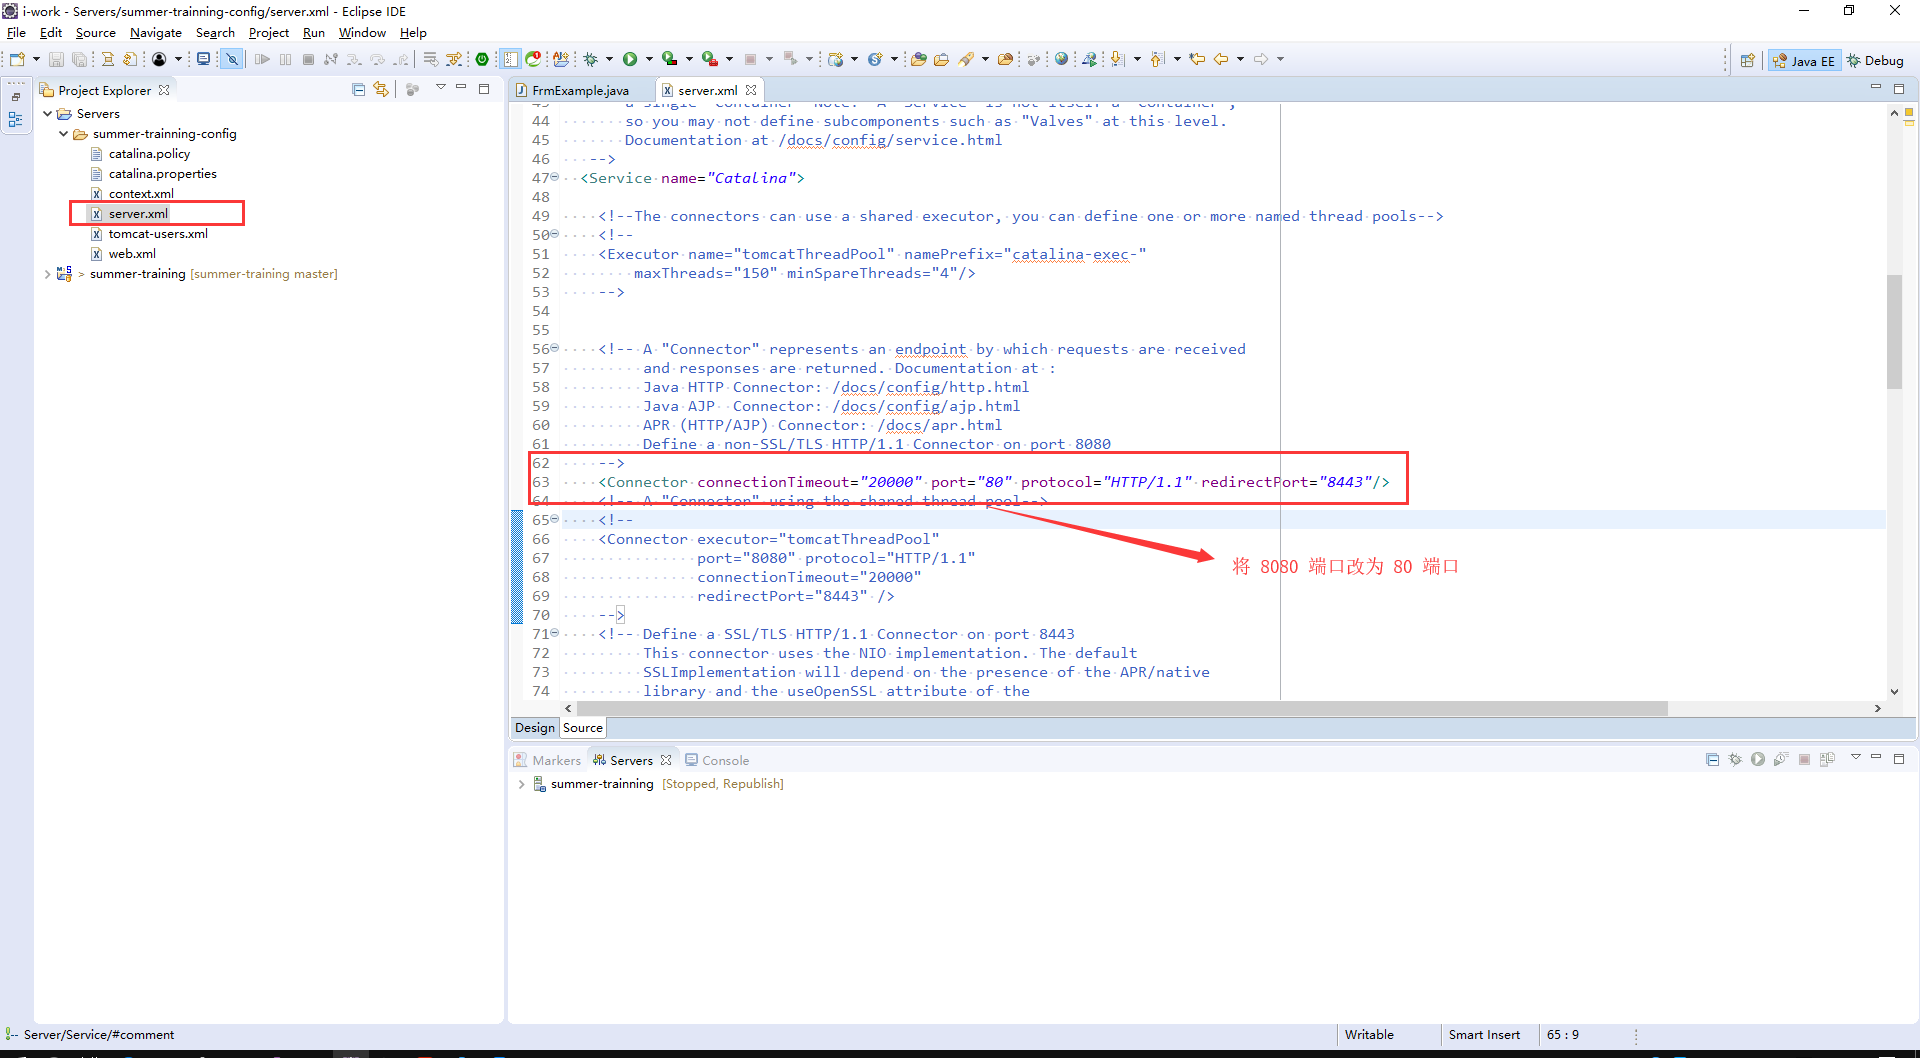 i-work - Servers/summer-trainning-config/server.xml - Eclipse IDE
File Edit Source Navigate Search Project Run Window Help
Java EE Debug
Project Explorer
Servers
summer-trainning-config
catalina.policy
catalina.properties
context.xml
server.xml
tomcat-users.xml
web.xml
> summer-training [summer-training master]
FrmExample.java server.xml
43 a single "Container" Note: A "Service" is not itself a "Container",
44 so you may not define subcomponents such as "Valves" at this level.
45 Documentation at /docs/config/service.html
46 -->
47 <Service name="Catalina">
48
49 <!--The connectors can use a shared executor, you can define one or more named thread pools-->
50 <!--
51 <Executor name="tomcatThreadPool" namePrefix="catalina-exec-"
52 maxThreads="150" minSpareThreads="4"/>
53 -->
54
55
56 <!-- A "Connector" represents an endpoint by which requests are received
57 and responses are returned. Documentation at :
58 Java HTTP Connector: /docs/config/http.html
59 Java AJP  Connector: /docs/config/ajp.html
60 APR (HTTP/AJP) Connector: /docs/apr.html
61 Define a non-SSL/TLS HTTP/1.1 Connector on port 8080
62 -->
63 <Connector connectionTimeout="20000" port="80" protocol="HTTP/1.1" redirectPort="8443"/>
64 <!-- A "Connector" using the shared thread pool-->
65 <!--
66 <Connector executor="tomcatThreadPool"
67 port="8080" protocol="HTTP/1.1"
68 connectionTimeout="20000"
69 redirectPort="8443" />
70 -->
71 <!-- Define a SSL/TLS HTTP/1.1 Connector on port 8443
72 This connector uses the NIO implementation. The default
73 SSLImplementation will depend on the presence of the APR/native
74 library and the useOpenSSL attribute of the
将 8080 端口改为 80 端口
Design Source
Markers Servers Console
summer-trainning [Stopped, Republish]
Server/Service/#comment
Writable Smart Insert 65 : 9